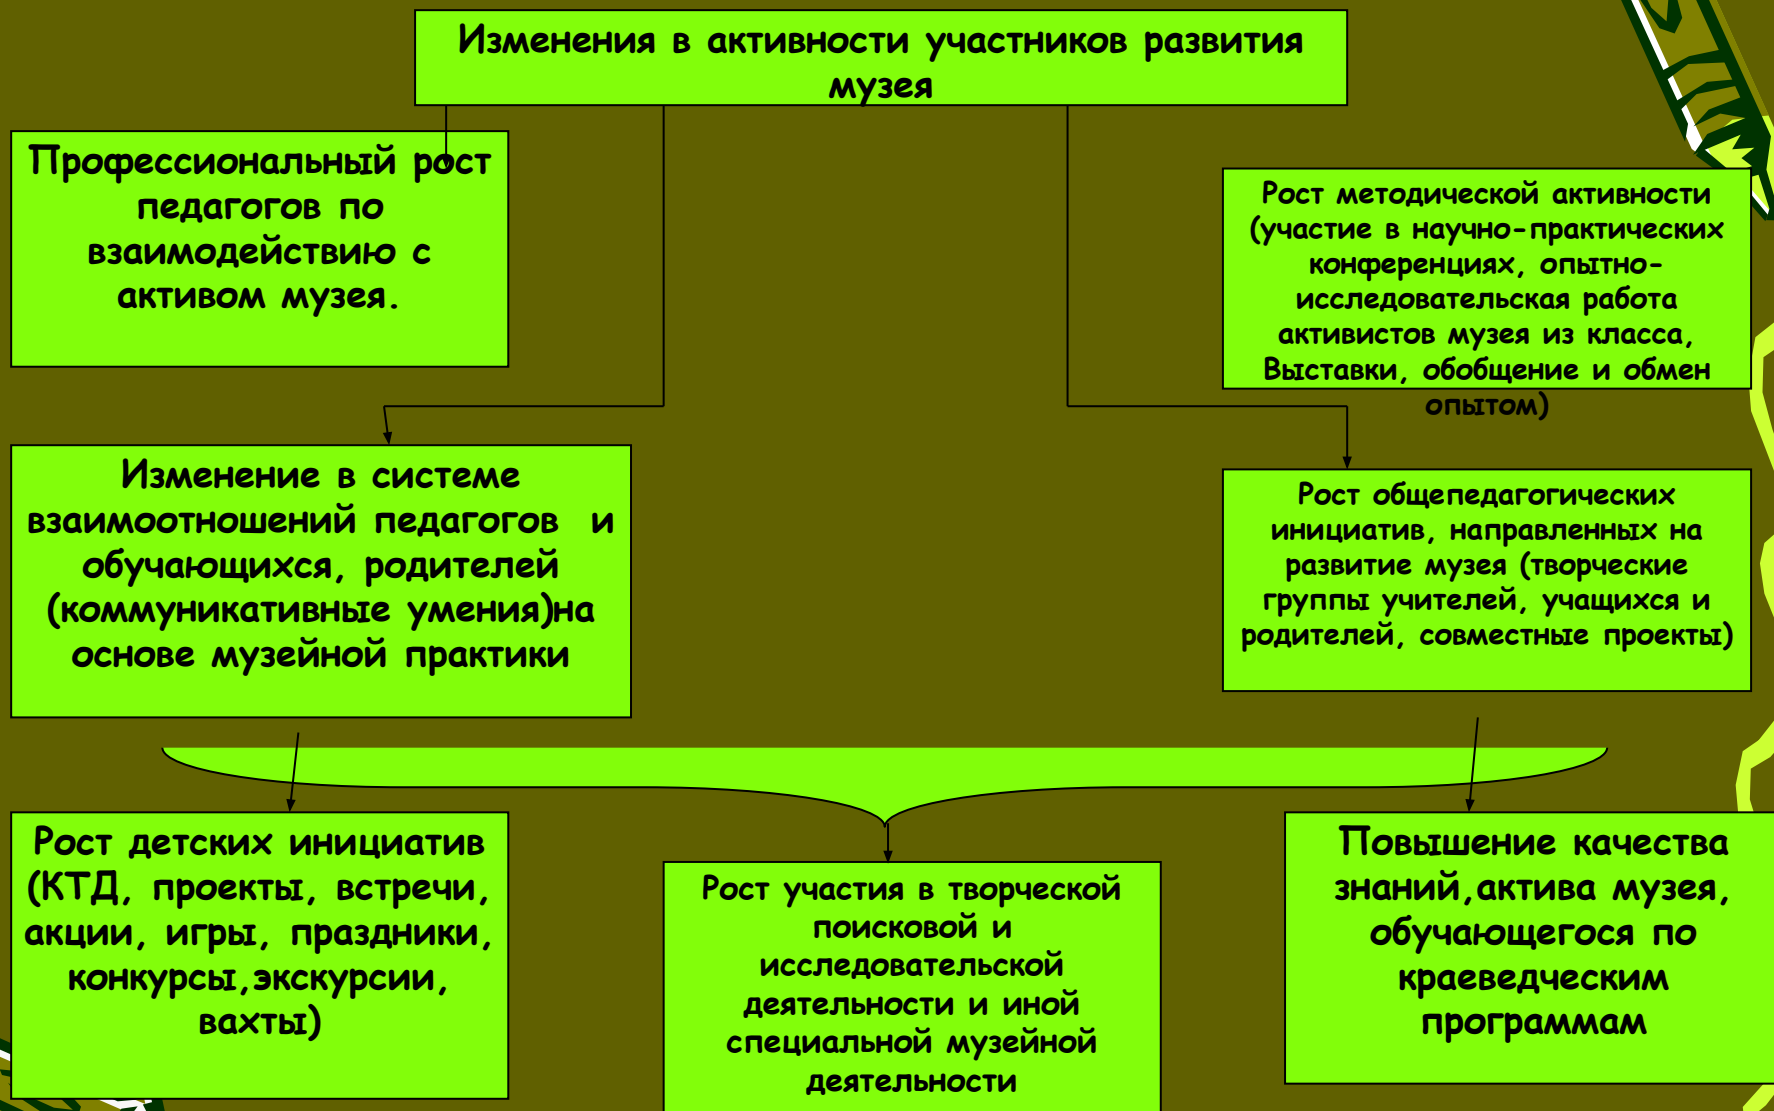 Изменения в активности участников развития
музея
Профессиональный рост
педагогов по
взаимодействию с
активом музея.
Рост методической активности
(участие в научно-практических
конференциях, опытно-
исследовательская работа
активистов музея из класса,
Выставки, обобщение и обмен
опытом)
Изменение в системе
взаимоотношений педагогов и
обучающихся, родителей
(коммуникативные умения)на
основе музейной практики
Рост общепедагогических
инициатив, направленных на
развитие музея (творческие
группы учителей, учащихся и
родителей, совместные проекты)
Рост детских инициатив
(КТД, проекты, встречи,
акции, игры, праздники,
конкурсы,экскурсии,
вахты)
Рост участия в творческой
поисковой и
исследовательской
деятельности и иной
специальной музейной
деятельности
Повышение качества
знаний,актива музея,
обучающегося по
краеведческим
программам